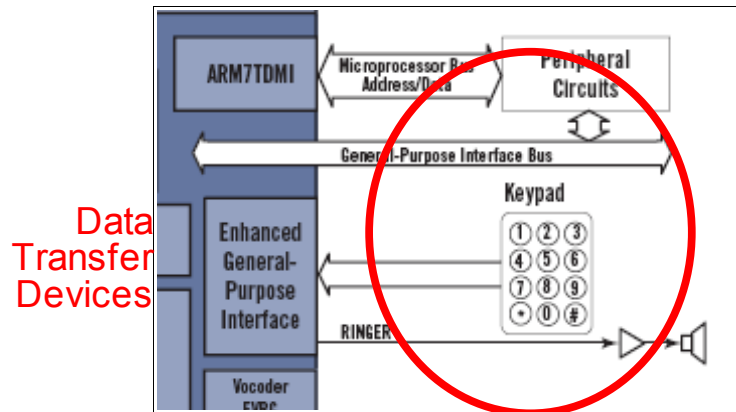 ARM7TDMI
Microprocessor Bus
Address/Data
Peripheral
Circuits
General-Purpose Interface Bus
Data
Transfer
Devices
Enhanced
General-
Purpose
Interface
Keypad
1 2 3
4 5 6
7 8 9
* 0 #
RINGER
Vocoder
EVRC